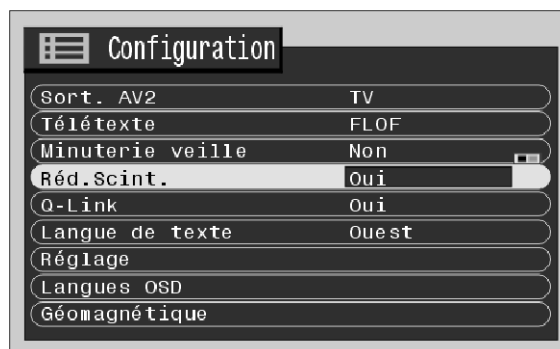 Configuration
Sort. AV2 TV
Télétexte FLOF
Minuterie veille Non
Réd.Scint. Oui
Q-Link Oui
Langue de texte Ouest
Réglage
Langues OSD
Géomagnétique